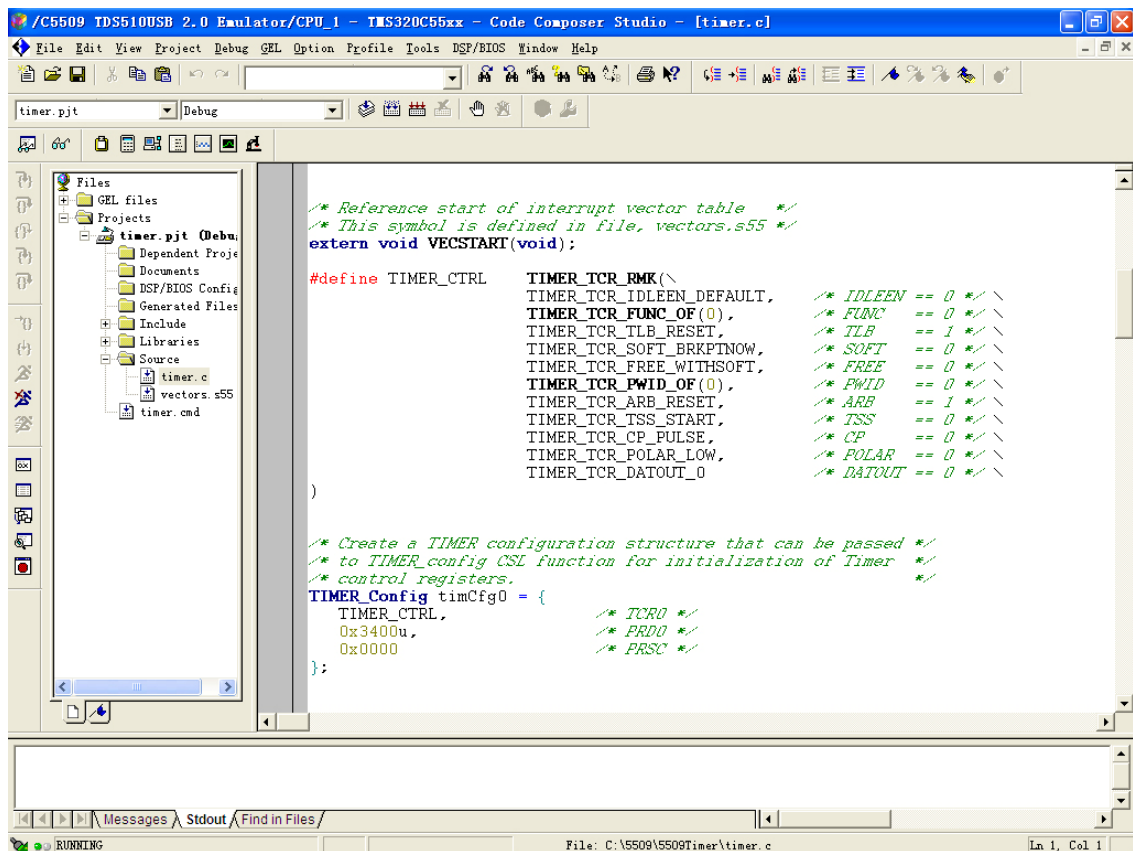 /C5509 TDS510USB 2.0 Emulator/CPU_1 - TMS320C55xx - Code Composer Studio - [timer.c]
File Edit View Project Debug GEL Option Profile Tools DSP/BIOS Window Help
timer.pjt Debug
Files
GEL files
Projects
timer.pjt (Debu
Dependent Proje
Documents
DSP/BIOS Config
Generated Files
Include
Libraries
Source
timer.c
vectors.s55
timer.cmd
/* Reference start of interrupt vector table */
/* This symbol is defined in file, vectors.s55 */
extern void VECSTART(void);
#define TIMER_CTRL TIMER_TCR_RMK(\
TIMER_TCR_IDLEEN_DEFAULT, /* IDLEEN == 0 */ \
TIMER_TCR_FUNC_OF(0), /* FUNC == 0 */ \
TIMER_TCR_TLB_RESET, /* TLB == 1 */ \
TIMER_TCR_SOFT_BRKPTNOW, /* SOFT == 0 */ \
TIMER_TCR_FREE_WITHSOFT, /* FREE == 0 */ \
TIMER_TCR_PWID_OF(0), /* PWID == 0 */ \
TIMER_TCR_ARB_RESET, /* ARB == 1 */ \
TIMER_TCR_TSS_START, /* TSS == 0 */ \
TIMER_TCR_CP_PULSE, /* CP == 0 */ \
TIMER_TCR_POLAR_LOW, /* POLAR == 0 */ \
TIMER_TCR_DATOUT_0 /* DATOUT == 0 */ \
)
/* Create a TIMER configuration structure that can be passed */
/* to TIMER_config CSL function for initialization of Timer */
/* control registers. */
TIMER_Config timCfg0 = {
TIMER_CTRL, /* TCR0 */
0x3400u, /* PRD0 */
0x0000 /* PRSC */
};
Messages Stdout Find in Files
RUNNING File: C:\5509\5509Timer\timer.c Ln 1, Col 1